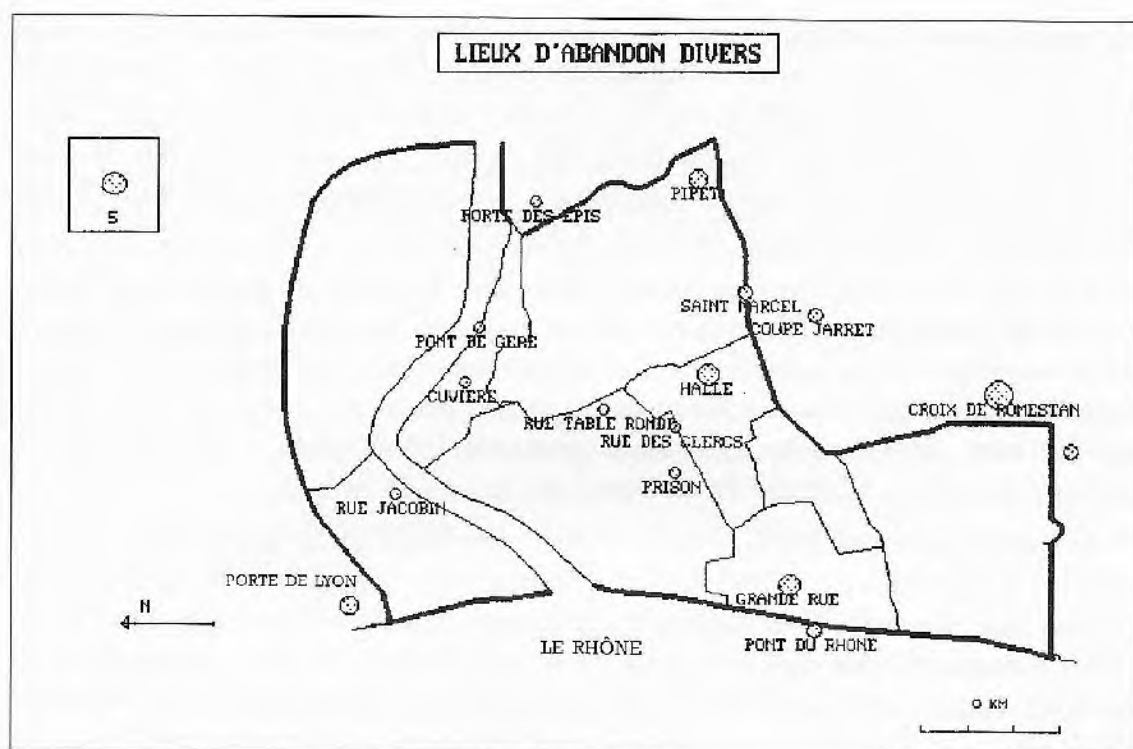 LIEUX D'ABANDON DIVERS
5
PIPET
PORTE DES EPIS
SAINT MARCEL
COUPE JARRET
PONT DE GERE
HALLE
CUVIERE
CROIX DE ROMESTAN
RUE TABLE RONDE
RUE DES CLERCS
PRISON
RUE JACOBIN
PORTE DE LYON
GRANDE RUE
N
LE RHÔNE
PONT DU RHONE
0 KM